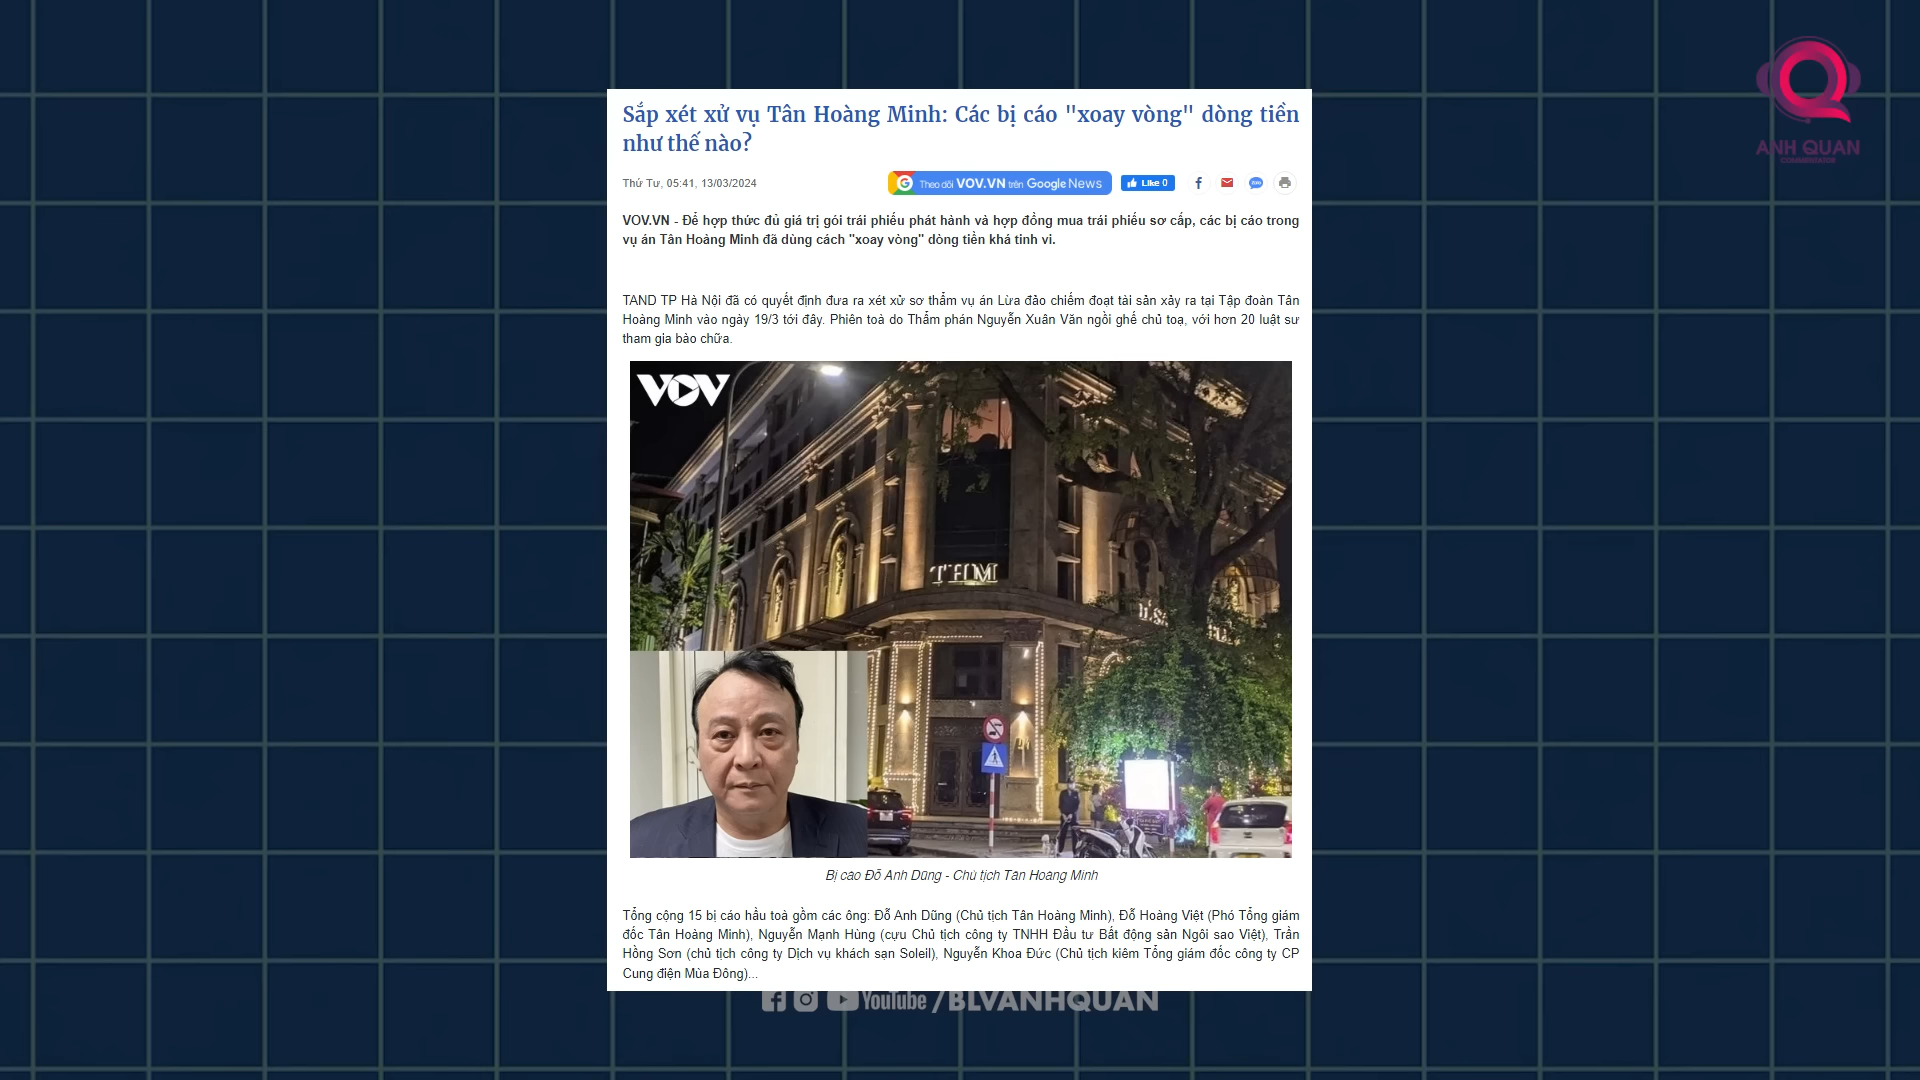 ANH QUAN
COMMENTATOR
Sắp xét xử vụ Tân Hoàng Minh: Các bị cáo "xoay vòng" dòng tiền
như thế nào?
Thứ Tư, 05:41, 13/03/2024
Theo dõi VOV.VN trên Google News
Like 0
VOV.VN - Để hợp thức đủ giá trị gói trái phiếu phát hành và hợp đồng mua trái phiếu sơ cấp, các bị cáo trong
vụ án Tân Hoàng Minh đã dùng cách "xoay vòng" dòng tiền khá tinh vi.
TAND TP Hà Nội đã có quyết định đưa ra xét xử sơ thẩm vụ án Lừa đảo chiếm đoạt tài sản xảy ra tại Tập đoàn Tân
Hoàng Minh vào ngày 19/3 tới đây. Phiên toà do Thẩm phán Nguyễn Xuân Văn ngồi ghế chủ toạ, với hơn 20 luật sư
tham gia bào chữa.
VOV
THM
Bị cáo Đỗ Anh Dũng - Chủ tịch Tân Hoàng Minh
Tổng cộng 15 bị cáo hầu toà gồm các ông: Đỗ Anh Dũng (Chủ tịch Tân Hoàng Minh), Đỗ Hoàng Việt (Phó Tổng giám
đốc Tân Hoàng Minh), Nguyễn Mạnh Hùng (cựu Chủ tịch công ty TNHH Đầu tư Bất động sản Ngôi sao Việt), Trần
Hồng Sơn (chủ tịch công ty Dịch vụ khách sạn Soleil), Nguyễn Khoa Đức (Chủ tịch kiêm Tổng giám đốc công ty CP
Cung điện Mùa Đông)...
YouTube /BLVANHQUAN